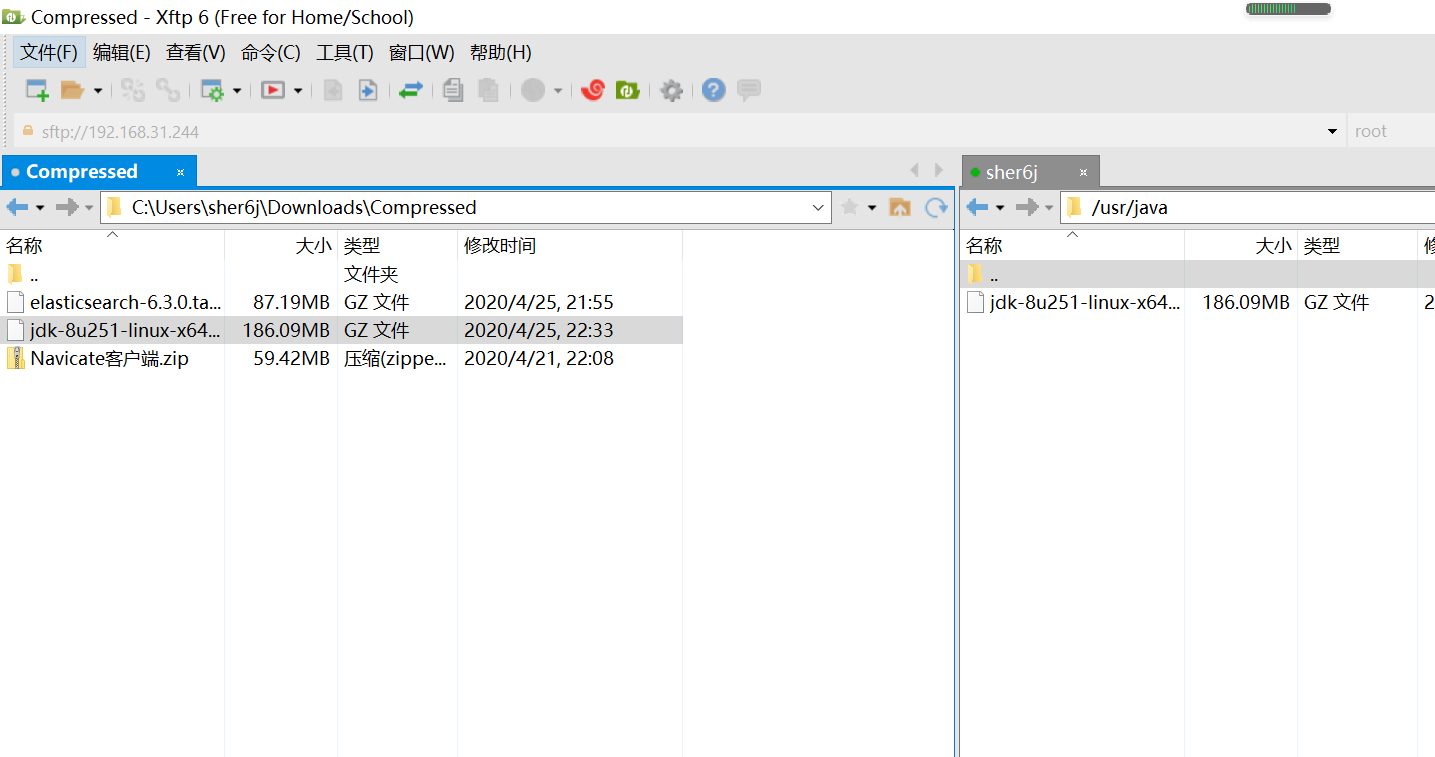 Compressed - Xftp 6 (Free for Home/School)
文件(F) 编辑(E) 查看(V) 命令(C) 工具(T) 窗口(W) 帮助(H)
sftp://192.168.31.244 root
Compressed × sher6j ×
C:\Users\sher6j\Downloads\Compressed /usr/java
名称 大小 类型 修改时间 名称 大小 类型
.. 文件夹 ..
elasticsearch-6.3.0.ta... 87.19MB GZ 文件 2020/4/25, 21:55 jdk-8u251-linux-x64... 186.09MB GZ 文件 2
jdk-8u251-linux-x64... 186.09MB GZ 文件 2020/4/25, 22:33
Navicate客户端.zip 59.42MB 压缩(zippe... 2020/4/21, 22:08